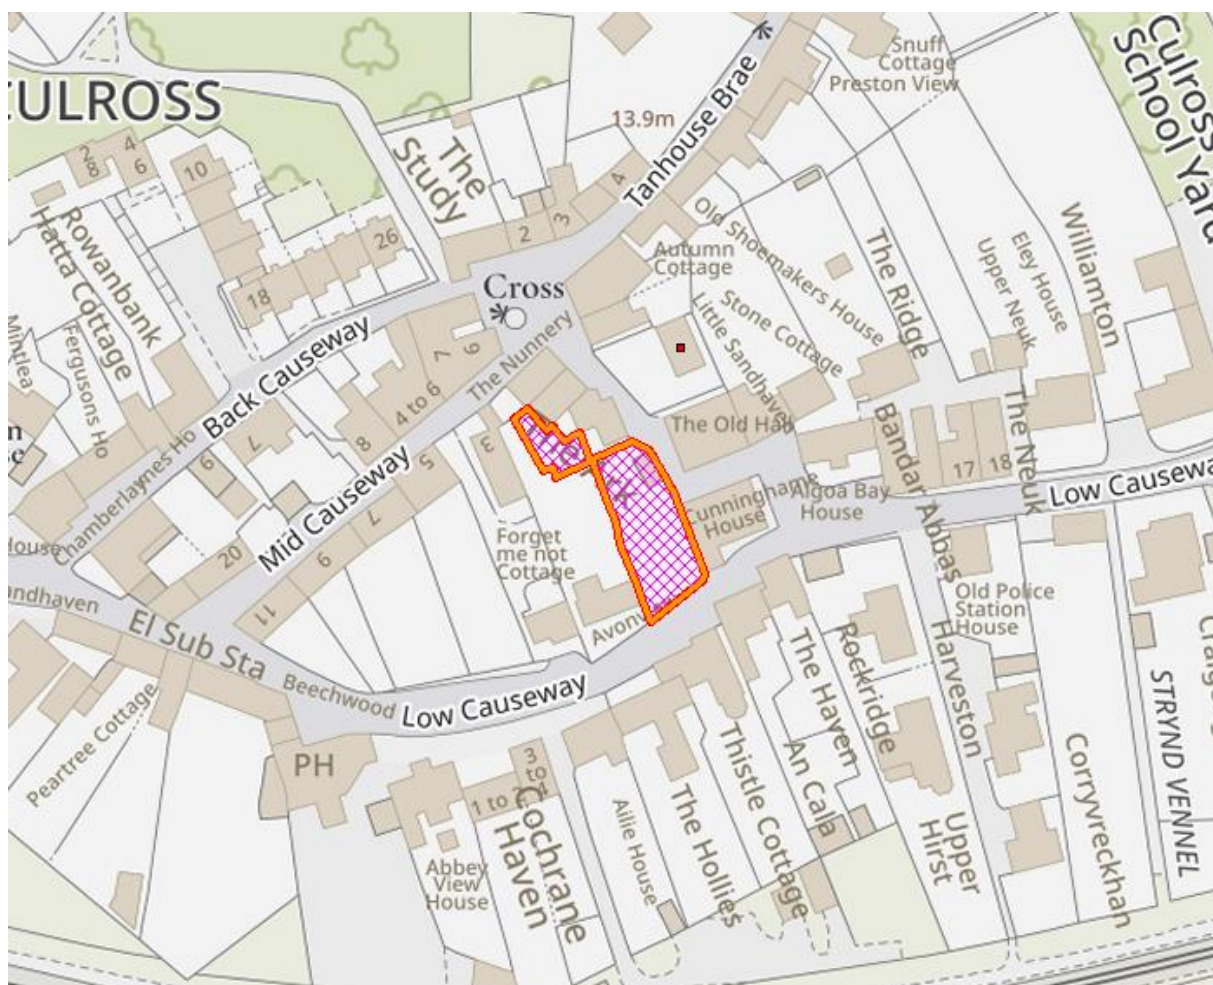 Culross
School Yard
Snuff
Cottage
Preston View
CULROSS
13.9m
Tanhouse Brae
The
Study
4
6
10
4
3
2
26
18
Hatta Cottage
Rowanbank
Old Shoemakers House
Autumn
Cottage
Stone Cottage
Little Sandhaven
The Ridge
Upper Neuk
Eley House
Williamton
Mintlea
Fergusons Ho
Cross
Back Causeway
The Nunnery
7
6
4 to 6
8
7
9
5
3
Chamberlaynes Ho
Mid Causeway
7
9
11
20
The Old Hall
Bandar Abbas
17
18
The Neuk
Low Causeway
Cunninghame
House
Algoa Bay
House
Forget
me not
Cottage
Old Police
Station
House
House
andhaven
El Sub Sta
Beechwood
Low Causeway
Peartree Cottage
PH
The Haven
Rockridge
Harveston
STRYND VENNEL
Thistle Cottage
An Cala
Corryvreckhan
3
to
1 to
Cochrane
Haven
Ailie House
The Hollies
Upper
Hirst
Abbey
View
House